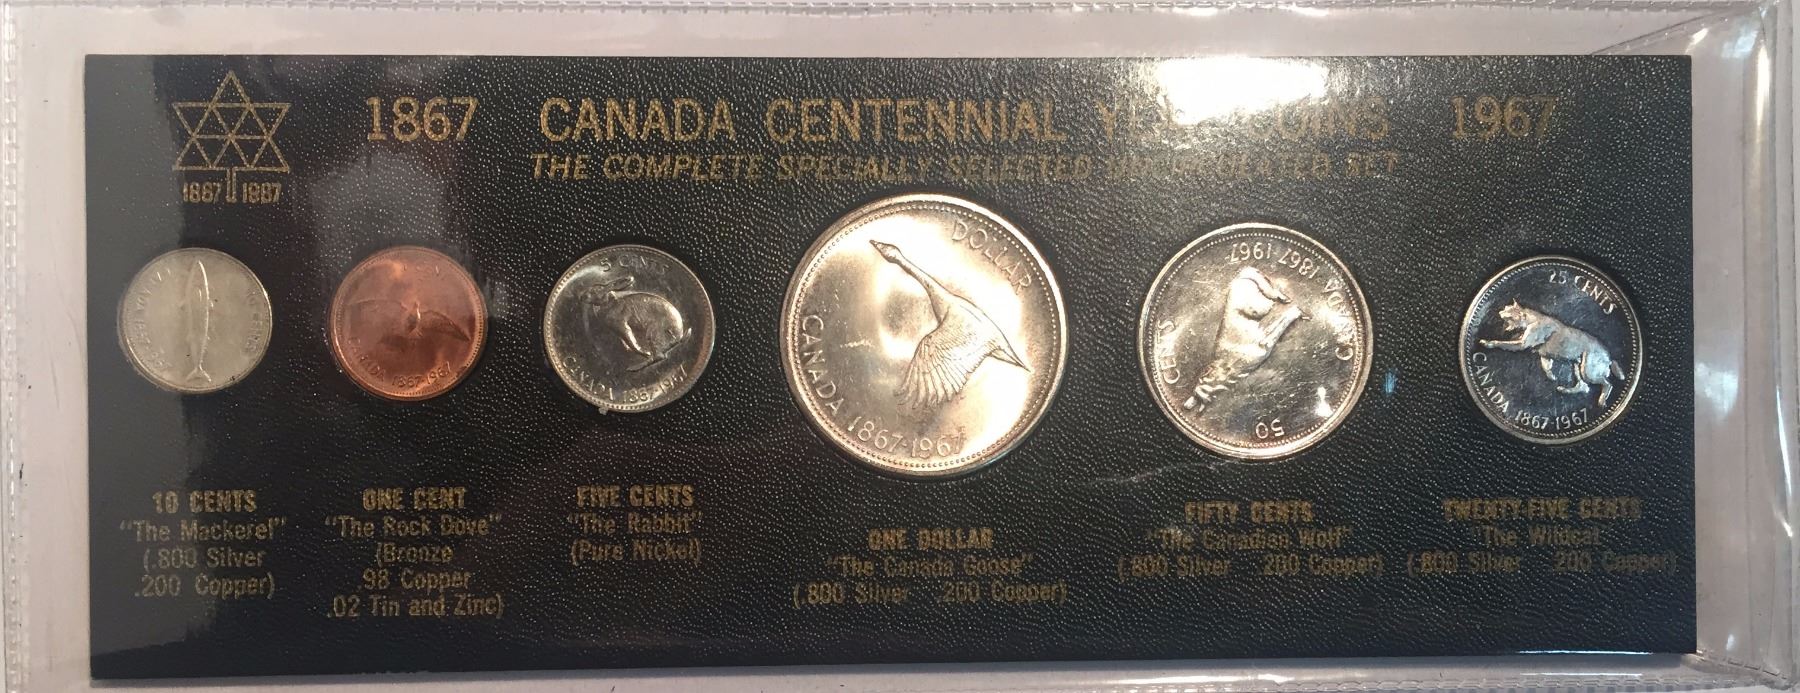 1867 CANADA CENTENNIAL YEAR COINS 1967
THE COMPLETE SPECIALLY SELECTED UNCIRCULATED SET
1867 1967
5 CENTS
CANADA 1867-1967
CANADA 1867-1967
DOLLAR
CANADA 1867-1967
CANADA 1867-1967
50 CENTS
25 CENTS
CANADA 1867-1967
10 CENTS
"The Mackerel"
(.800 Silver
.200 Copper)
ONE CENT
"The Rock Dove"
(Bronze
.98 Copper
.02 Tin and Zinc)
FIVE CENTS
"The Rabbit"
(Pure Nickel)
ONE DOLLAR
"The Canada Goose"
(.800 Silver .200 Copper)
FIFTY CENTS
"The Canadian Wolf"
(.800 Silver .200 Copper)
TWENTY-FIVE CENTS
"The Wildcat
(.800 Silver .200 Copper)